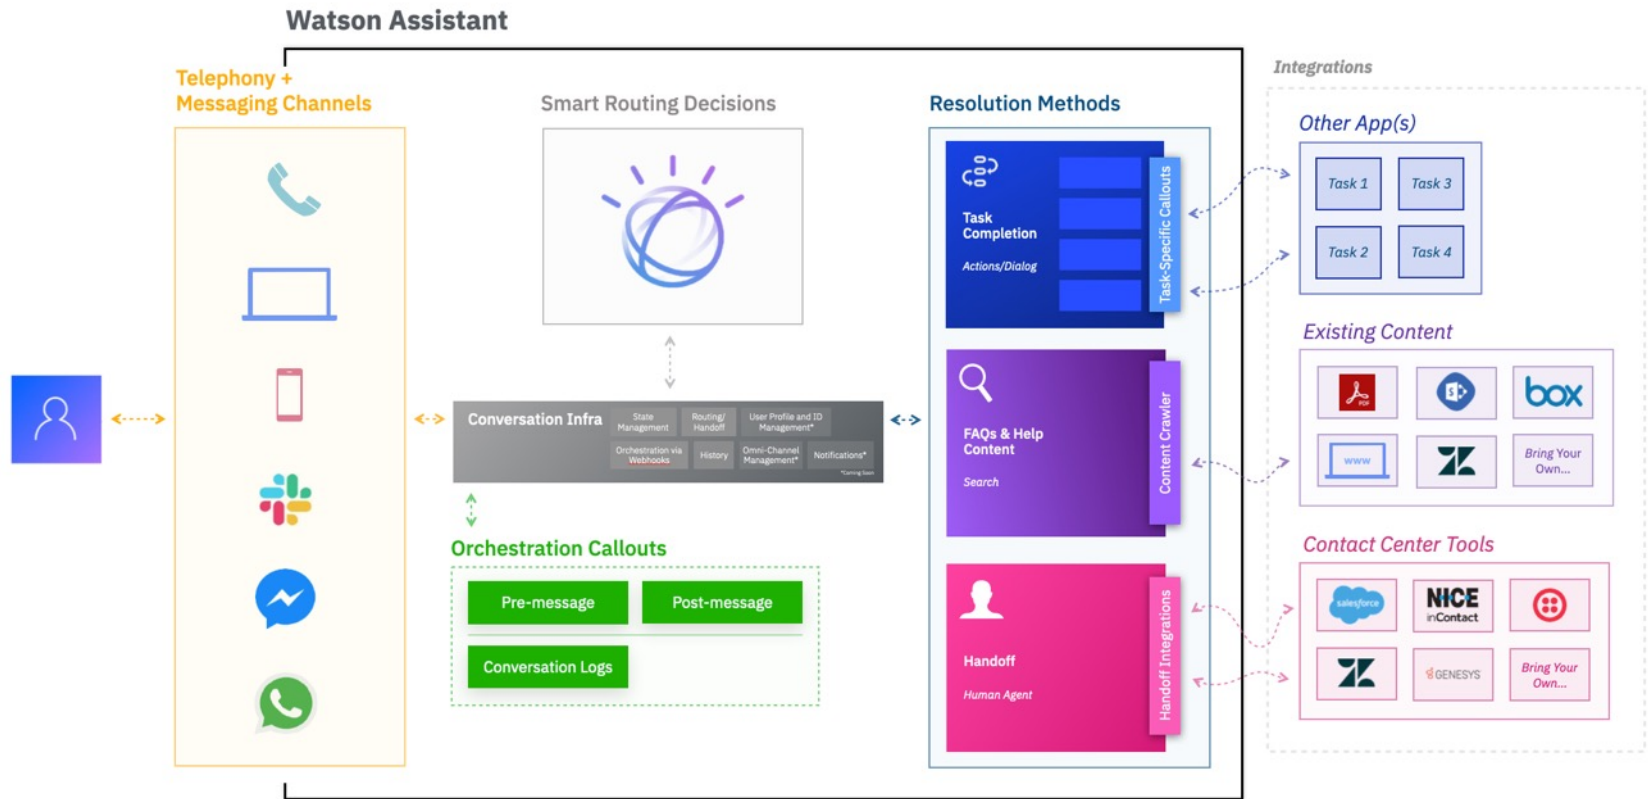 Watson Assistant
Telephony +
Messaging Channels
Smart Routing Decisions
Conversation Infra
State
Management
Routing/
Handoff
User Profile and ID
Management*
Orchestration via
Webhooks
History
Omni-Channel
Management*
Notifications*
*Coming Soon
Orchestration Callouts
Pre-message
Post-message
Conversation Logs
Resolution Methods
Task
Completion
Actions/Dialog
Task-Specific Callouts
FAQs & Help
Content
Search
Content Crawler
Handoff
Human Agent
Handoff Integrations
Integrations
Other App(s)
Task 1
Task 3
Task 2
Task 4
Existing Content
PDF
S
box
www
Bring Your
Own...
Contact Center Tools
salesforce
NICE
inContact
GENESYS
Bring Your
Own...